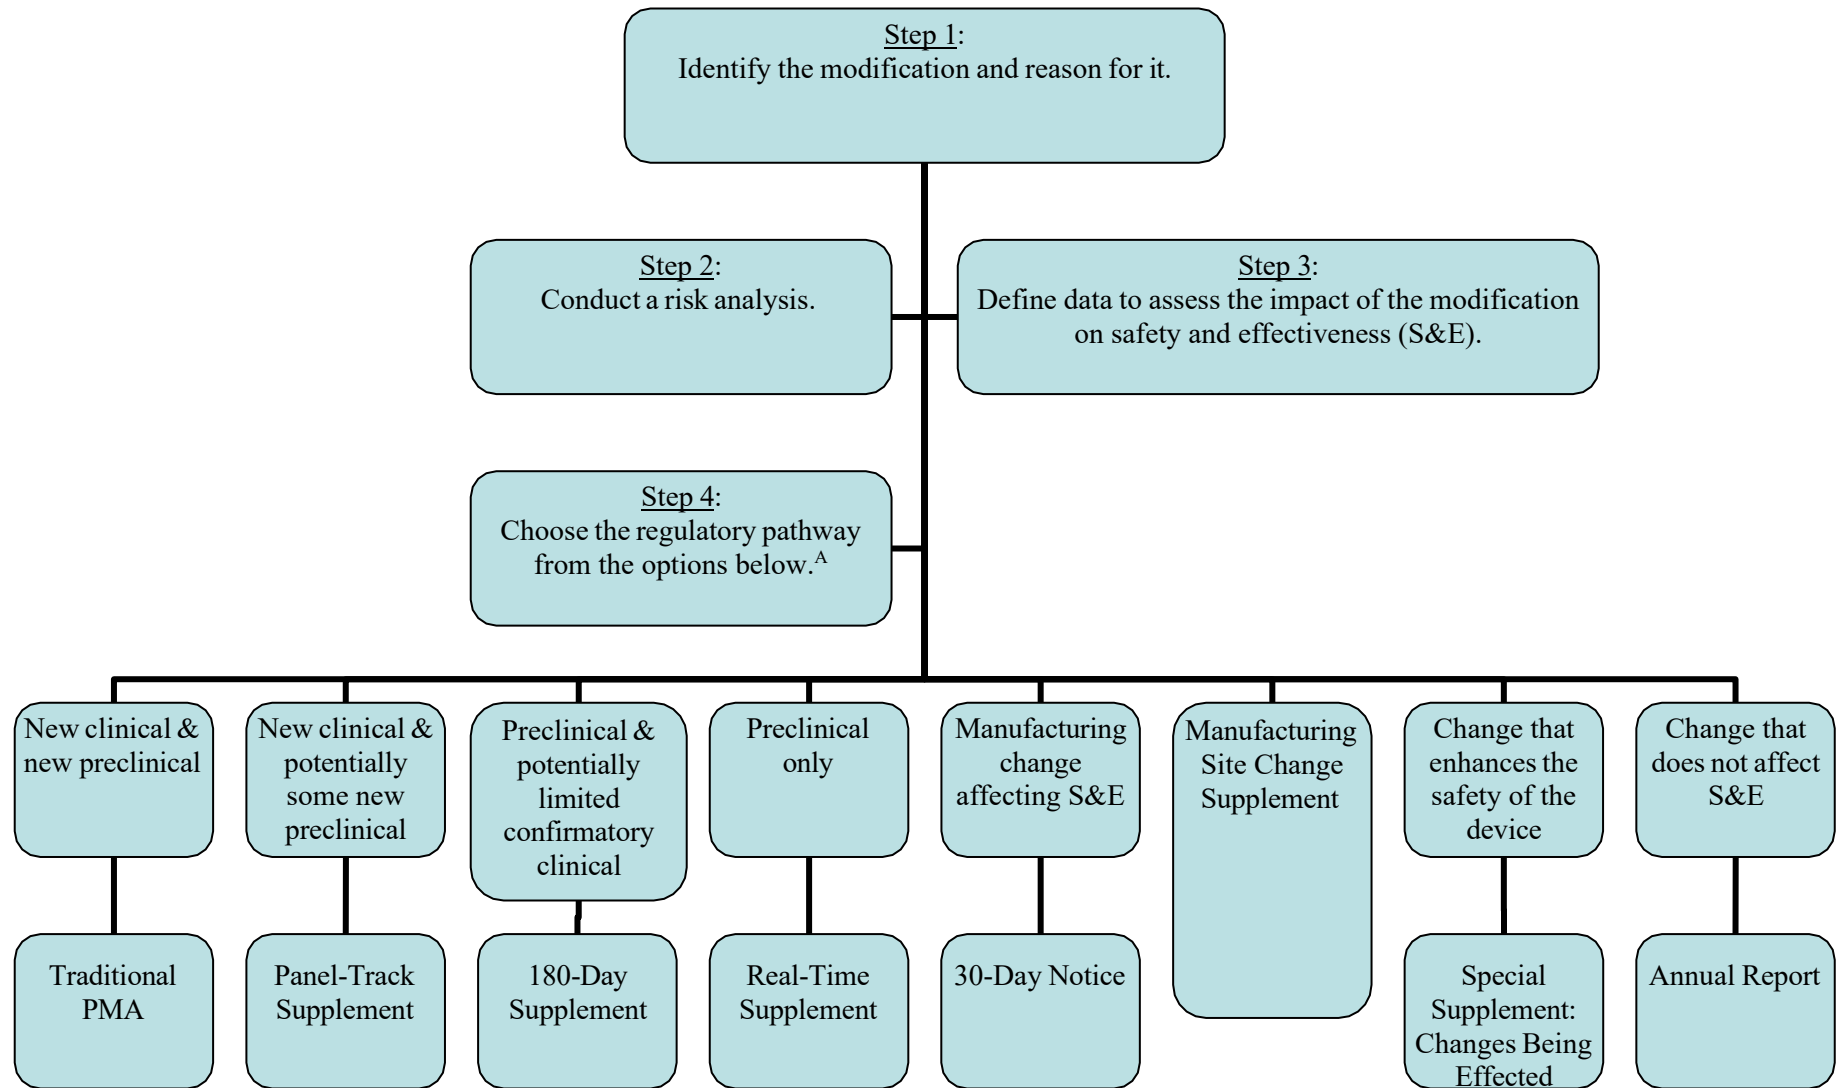 Step 1:
Identify the modification and reason for it.
Step 2:
Conduct a risk analysis.
Step 3:
Define data to assess the impact of the modification
on safety and effectiveness (S&E).
Step 4:
Choose the regulatory pathway
from the options below.A
New clinical &
new preclinical
New clinical &
potentially
some new
preclinical
Preclinical &
potentially
limited
confirmatory
clinical
Preclinical
only
Manufacturing
change
affecting S&E
Manufacturing
Site Change
Supplement
Change that
enhances the
safety of the
device
Change that
does not affect
S&E
Traditional
PMA
Panel-Track
Supplement
180-Day
Supplement
Real-Time
Supplement
30-Day Notice
Special
Supplement:
Changes Being
Effected
Annual Report